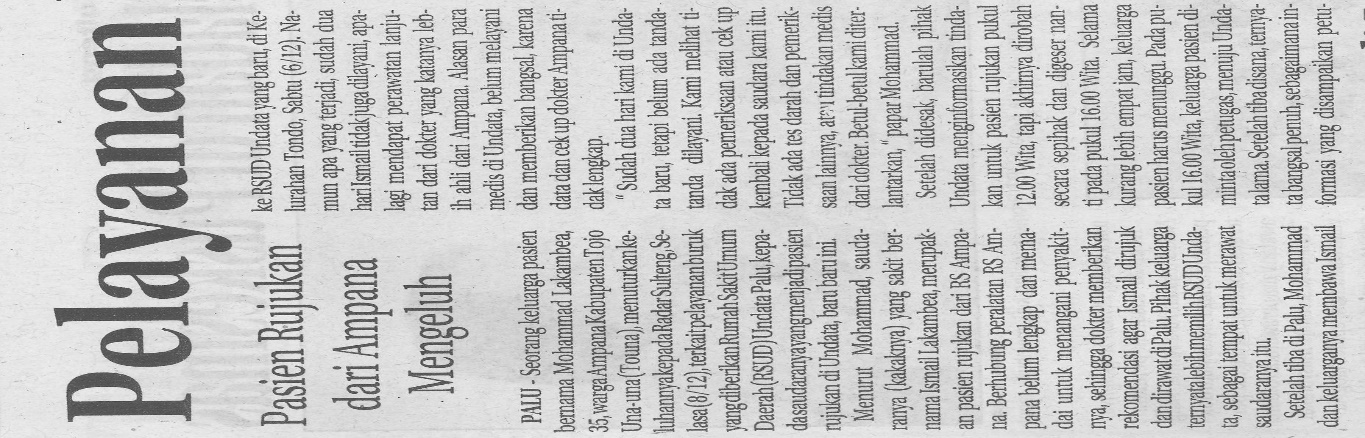 Pelayanan
Pasien Rujukan
dari Ampana
Mengeluh
PALU - Seorang keluarga pasien
bernama Mohammad Lakambea,
35, warga Ampana Kabupaten Tojo
Una-una (Touna), menuturkan ke-
luhannya kepada Radar Sulteng, Se-
lasa (8/12), terkait pelayanan buruk
yang diberikan Rumah Sakit Umum
Daerah (RSUD) Undata Palu, kepa-
da saudaranya yang menjadi pasien
rujukan di Undata, baru baru ini.
Menurut Mohammad, sauda-
ranya (kakaknya) yang sakit ber-
nama Ismail Lakambea, merupak-
an pasien rujukan dari RS Ampa-
na. Berhubung peralatan RS Am-
pana belum lengkap dan mema-
dai untuk menangani penyakit-
nya, sehingga dokter memberikan
rekomendasi agar Ismail dirujuk
dan dirawat di Palu. Pihak keluarga
ternyata lebih memilih RSUD Unda-
ta, sebagai tempat untuk merawat
saudaranya itu.
Setelah tiba di Palu, Mohammad
dan keluarganya membawa Ismail
ke RSUD Undata yang baru, di Ke-
lurahan Tondo, Sabtu (6/12). Na-
mun apa yang terjadi, sudah dua
hari Ismail tidak juga dilayani, apa-
lagi mendapat perawatan lanju-
tan dari dokter yang katanya leb-
ih ahli dari Ampana. Alasan para
medis di Undata, belum melayani
dan memberikan bangsal, karena
data dan cek up dokter Ampana ti-
dak lengkap.
" Sudah dua hari kami di Unda-
ta baru, tetapi belum ada tanda-
tanda dilayani. Kami melihat ti-
dak ada pemeriksaan atau cek up
kembali kepada saudara kami itu.
Tidak ada tes darah dan pemerik-
saan lainnya, atau tindakan medis
dari dokter. Betul-betul kami diter-
lantarkan," papar Mohammad.
Setelah didesak, barulah pihak
Undata menginformasikan tinda-
kan untuk pasien rujukan pukul
12.00 Wita, tapi akhirnya dirobah
secara sepihak dan digeser nan-
ti pada pukul 16.00 Wita. Selama
kurang lebih empat jam, keluarga
pasien harus menunggu. Pada pu-
kul 16.00 Wita, keluarga pasien di-
minta oleh petugas, menuju Unda-
ta lama. Setelah tiba disana, ternya-
ta bangsal penuh, sebagaimana in-
formasi yang disampaikan petu-